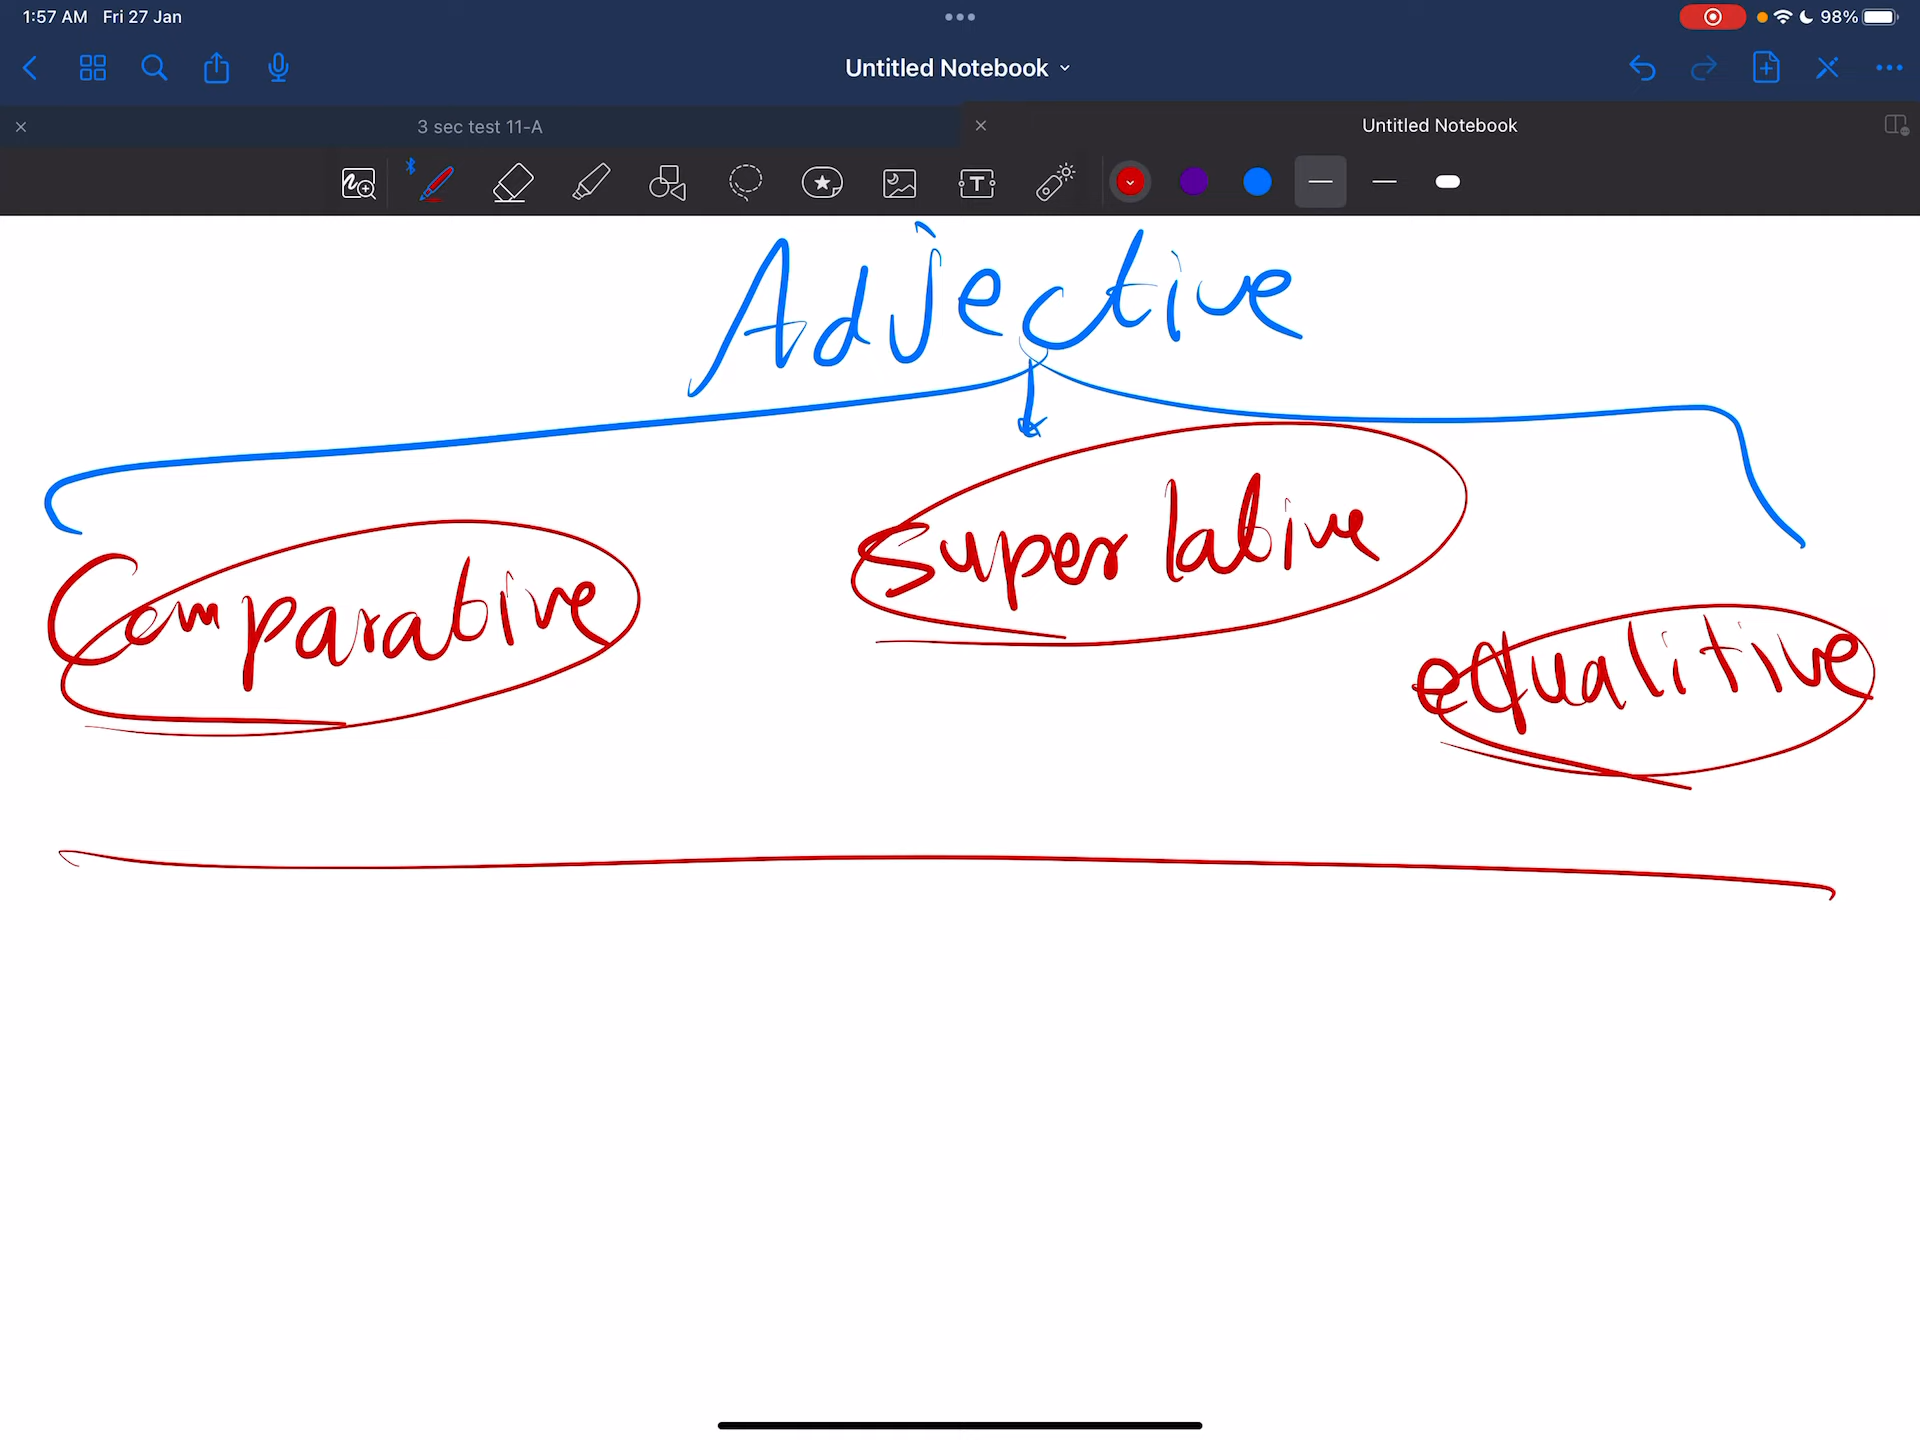 1:57 AM Fri 27 Jan
98%
Untitled Notebook
3 sec test 11-A
Untitled Notebook
T
Adjective
Comparative
superlative
equalitive